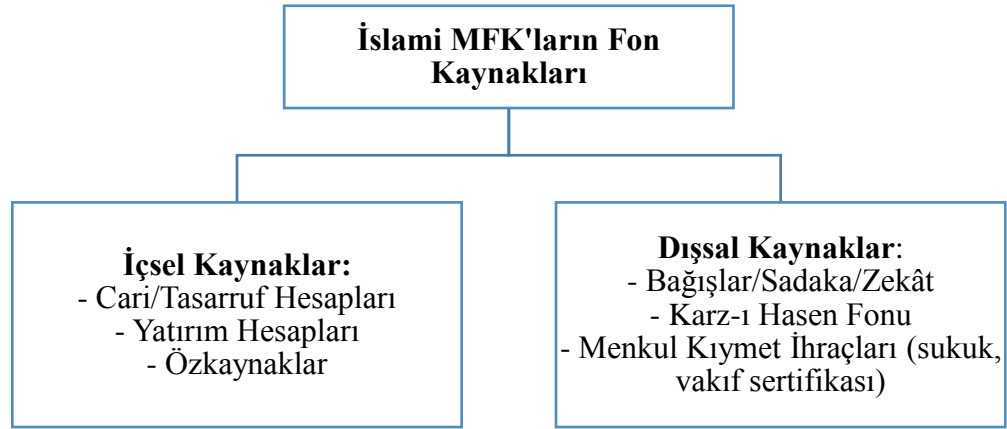 İslami MFK'ların Fon
Kaynakları
İçsel Kaynaklar:
- Cari/Tasarruf Hesapları
- Yatırım Hesapları
- Özkaynaklar
Dışsal Kaynaklar:
- Bağışlar/Sadaka/Zekât
- Karz-ı Hasen Fonu
- Menkul Kıymet İhraçları (sukuk,
vakıf sertifikası)